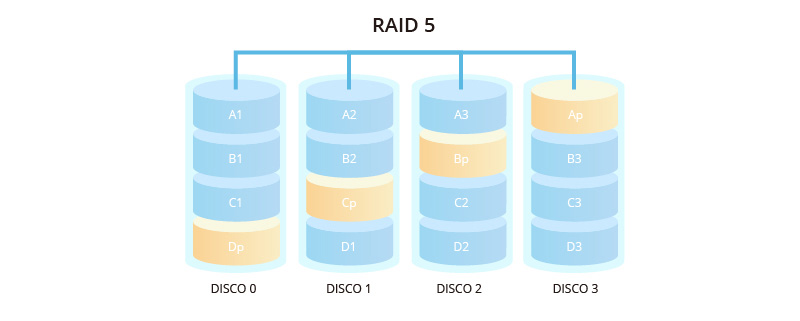 RAID 5
A1 A2 A3 Ap
B1 B2 Bp B3
C1 Cp C2 C3
Dp D1 D2 D3
DISCO 0 DISCO 1 DISCO 2 DISCO 3